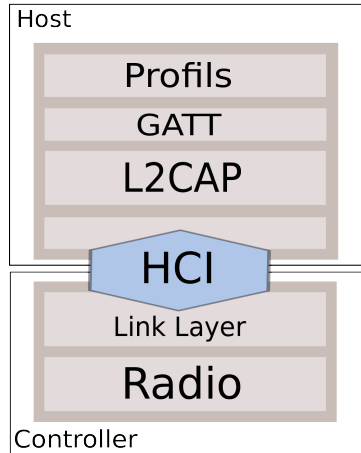 Host
Profils
GATT
L2CAP
HCI
Link Layer
Radio
Controller